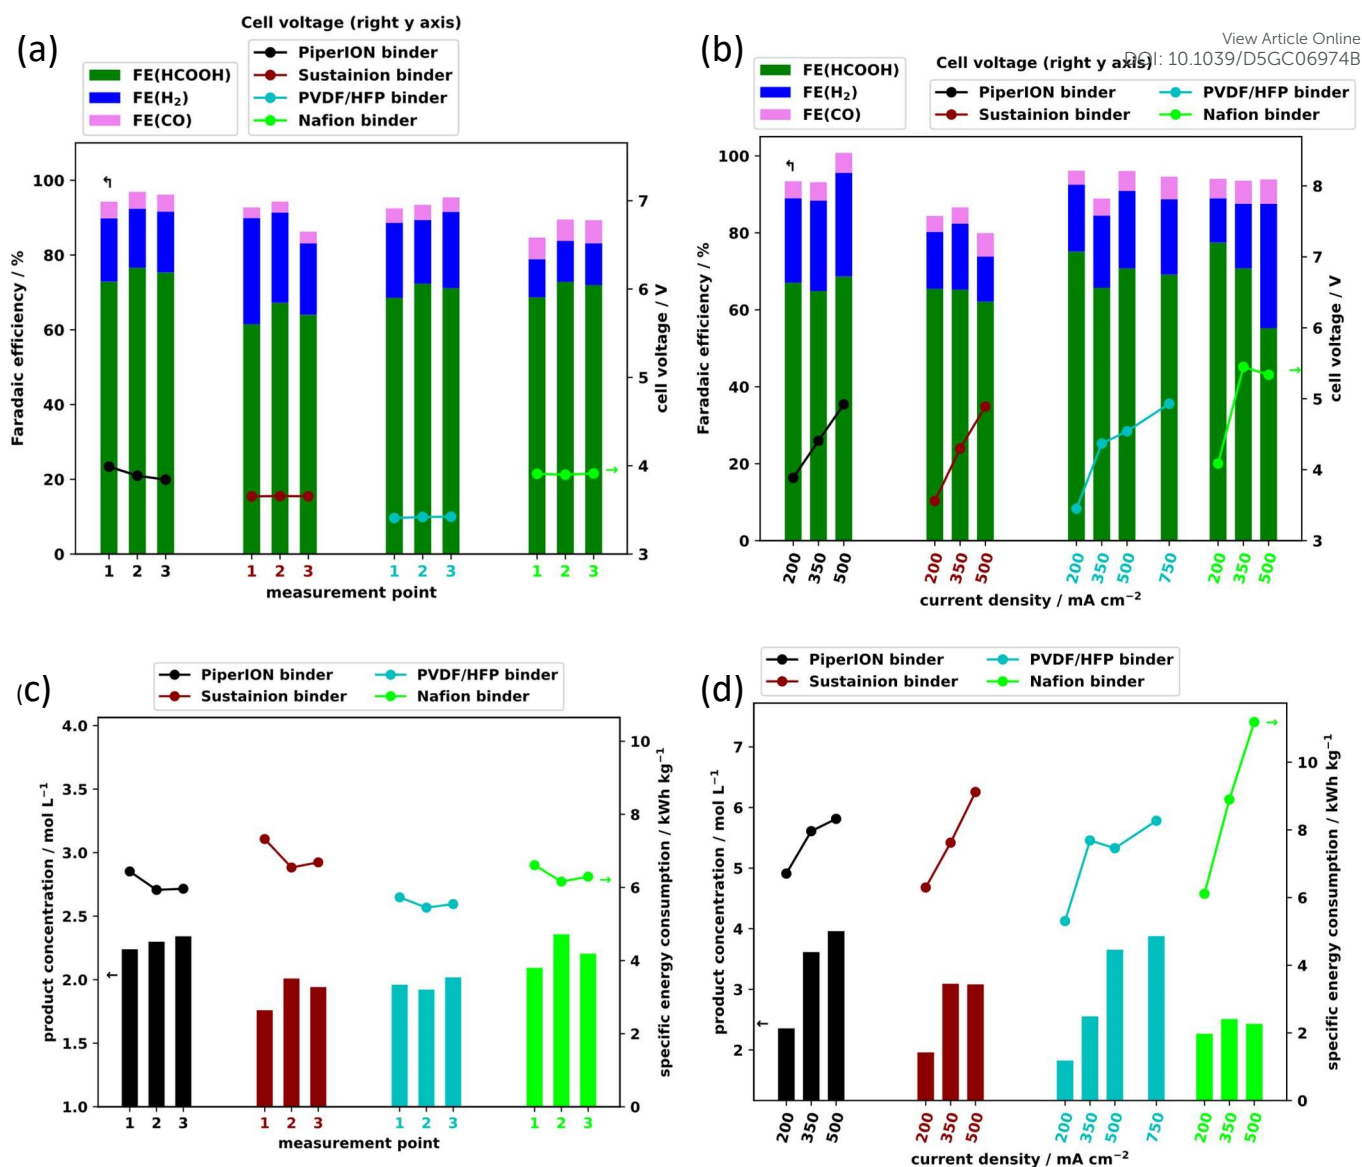 View Article Online
DOI: 10.1039/D5GC06974B
(a)
Cell voltage (right y axis)
FE(HCOOH)
FE(H₂)
FE(CO)
PiperION binder
Sustainion binder
PVDF/HFP binder
Nafion binder
Faradaic efficiency / %
100
80
60
40
20
0
7
6
5
4
3
cell voltage / V
1 2 3 1 2 3 1 2 3 1 2 3
measurement point
(b)
Cell voltage (right y axis)
FE(HCOOH)
FE(H₂)
FE(CO)
PiperION binder
Sustainion binder
PVDF/HFP binder
Nafion binder
Faradaic efficiency / %
100
80
60
40
20
0
8
7
6
5
4
3
cell voltage / V
200 350 500 200 350 500 200 350 500 750 200 350 500
current density / mA cm⁻²
(c)
PiperION binder
Sustainion binder
PVDF/HFP binder
Nafion binder
product concentration / mol L⁻¹
4.0
3.5
3.0
2.5
2.0
1.5
1.0
10
8
6
4
2
0
specific energy consumption / kWh kg⁻¹
1 2 3 1 2 3 1 2 3 1 2 3
measurement point
(d)
PiperION binder
Sustainion binder
PVDF/HFP binder
Nafion binder
product concentration / mol L⁻¹
7
6
5
4
3
2
10
8
6
4
2
0
specific energy consumption / kWh kg⁻¹
200 350 500 200 350 500 200 350 500 750 200 350 500
current density / mA cm⁻²